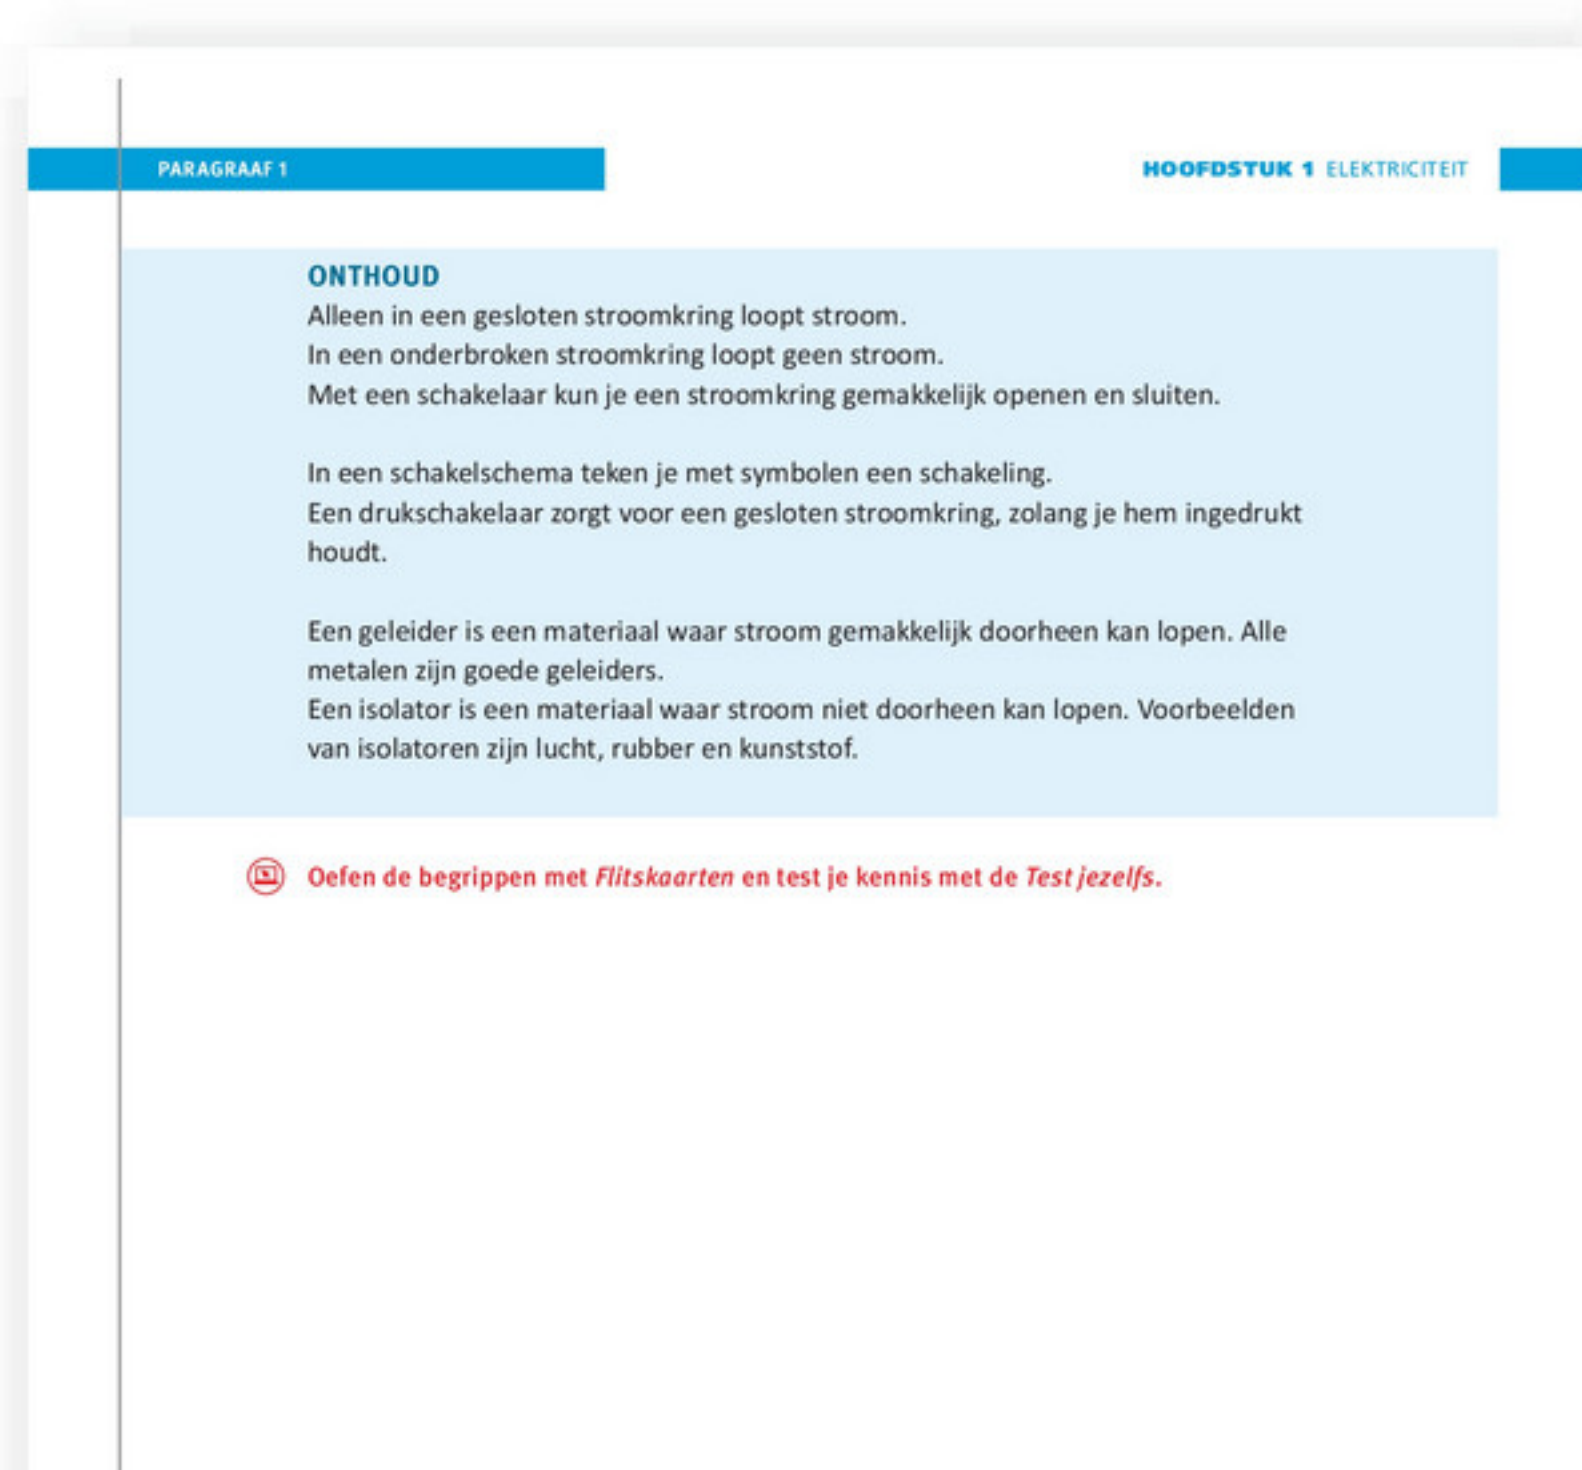 PARAGRAAF 1
HOOFDSTUK 1 ELEKTRICITEIT
ONTHOUD
Alleen in een gesloten stroomkring loopt stroom.
In een onderbroken stroomkring loopt geen stroom.
Met een schakelaar kun je een stroomkring gemakkelijk openen en sluiten.
In een schakelschema teken je met symbolen een schakeling.
Een drukschakelaar zorgt voor een gesloten stroomkring, zolang je hem ingedrukt
houdt.
Een geleider is een materiaal waar stroom gemakkelijk doorheen kan lopen. Alle
metalen zijn goede geleiders.
Een isolator is een materiaal waar stroom niet doorheen kan lopen. Voorbeelden
van isolatoren zijn lucht, rubber en kunststof.
Oefen de begrippen met Flitskaarten en test je kennis met de Test jezelfs.